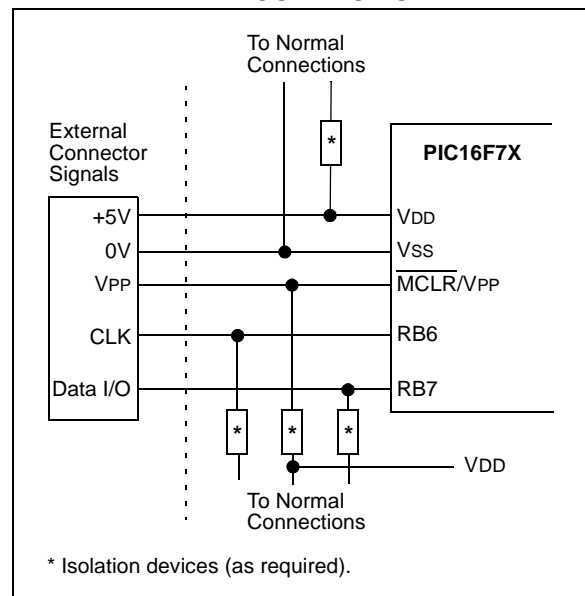 To Normal
Connections
External
Connector
Signals
*
PIC16F7X
+5V
VDD
0V
VSS
VPP
MCLR/VPP
CLK
RB6
Data I/O
RB7
*
*
*
VDD
To Normal
Connections
* Isolation devices (as required).